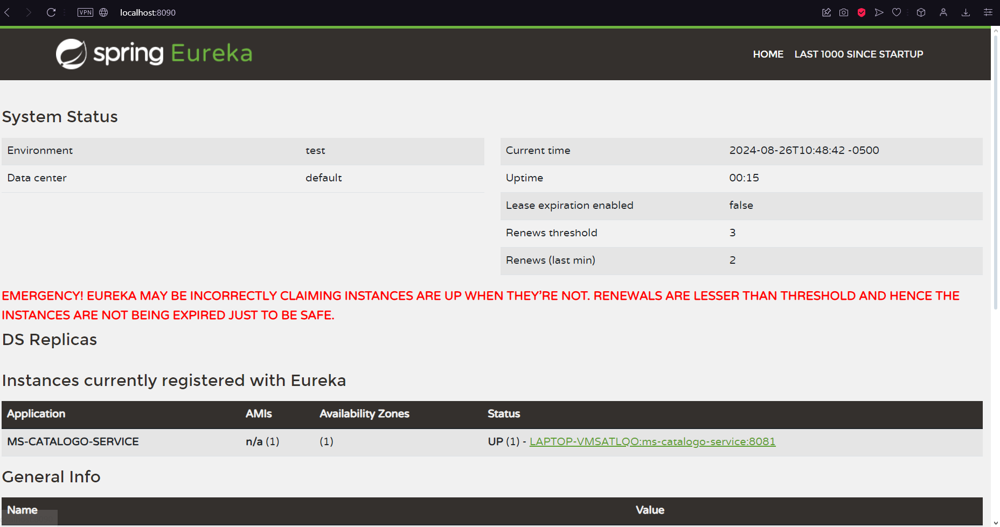 VPN localhost:8090
spring Eureka HOME LAST 1000 SINCE STARTUP
System Status
Environment test
Data center default
Current time 2024-08-26T10:48:42 -0500
Uptime 00:15
Lease expiration enabled false
Renews threshold 3
Renews (last min) 2
EMERGENCY! EUREKA MAY BE INCORRECTLY CLAIMING INSTANCES ARE UP WHEN THEY'RE NOT. RENEWALS ARE LESSER THAN THRESHOLD AND HENCE THE
INSTANCES ARE NOT BEING EXPIRED JUST TO BE SAFE.
DS Replicas
Instances currently registered with Eureka
Application AMIs Availability Zones Status
MS-CATALOGO-SERVICE n/a (1) (1) UP (1) - LAPTOP-VMSATLQO:ms-catalogo-service:8081
General Info
Name Value